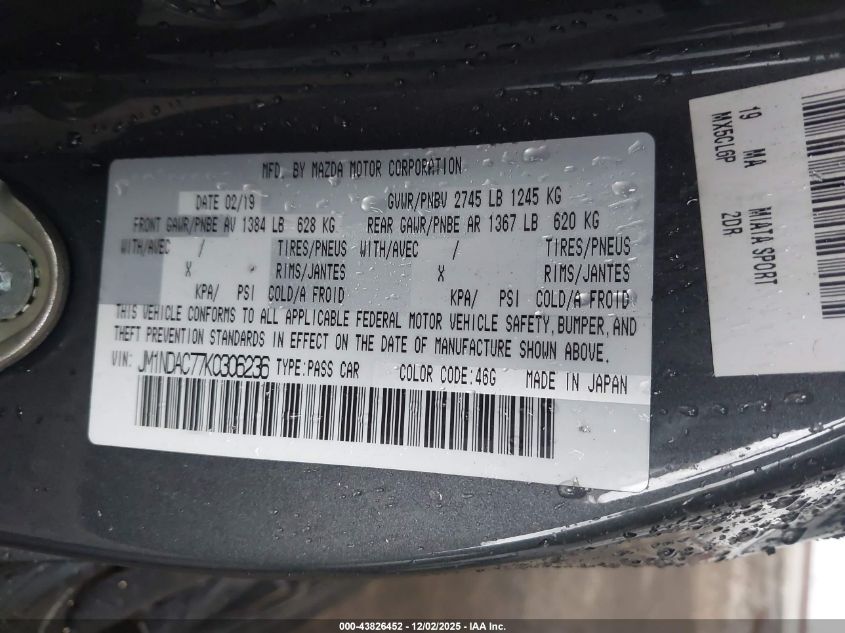 MFD. BY MAZDA MOTOR CORPORATION
DATE 02/19 GVWR/PNBV 2745 LB 1245 KG
FRONT GAWR/PNBE AV 1384 LB 628 KG REAR GAWR/PNBE AR 1367 LB 620 KG
WITH/AVEC / TIRES/PNEUS WITH/AVEC / TIRES/PNEUS
X - RIMS/JANTES X RIMS/JANTES
KPA/ PSI COLD/A FROID KPA/ PSI COLD/A FROID
THIS VEHICLE CONFORMS TO ALL APPLICABLE FEDERAL MOTOR VEHICLE SAFETY,BUMPER,AND
THEFT PREVENTION STANDARDS IN EFFECT ON THE DATE OF MANUFACTURE SHOWN ABOVE.
VIN: JM1NDAC77K0306236 TYPE:PASS CAR COLOR CODE:46G MADE IN JAPAN
19 MA MIATA SPORT
MX5CLGP 2DR
000-43826452 - 12/02/2025 - IAA Inc.